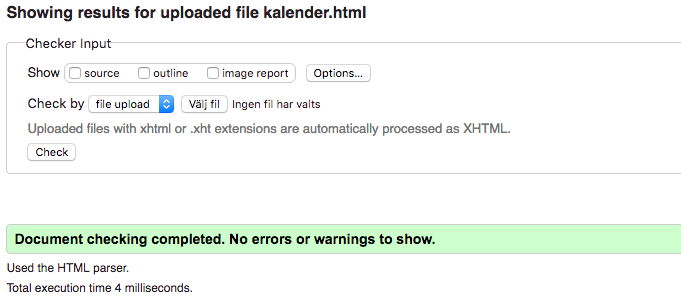 Showing results for uploaded file kalender.html
Checker Input
Show source outline image report Options...
Check by file upload Välj fil Ingen fil har valts
Uploaded files with xhtml or .xht extensions are automatically processed as XHTML.
Check
Document checking completed. No errors or warnings to show.
Used the HTML parser.
Total execution time 4 milliseconds.